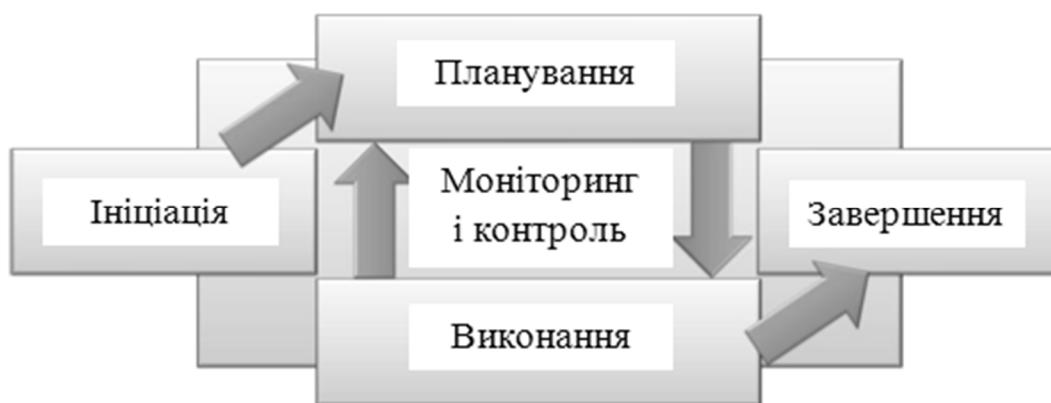 Планування
Ініціація
Моніторинг
і контроль
Завершення
Виконання